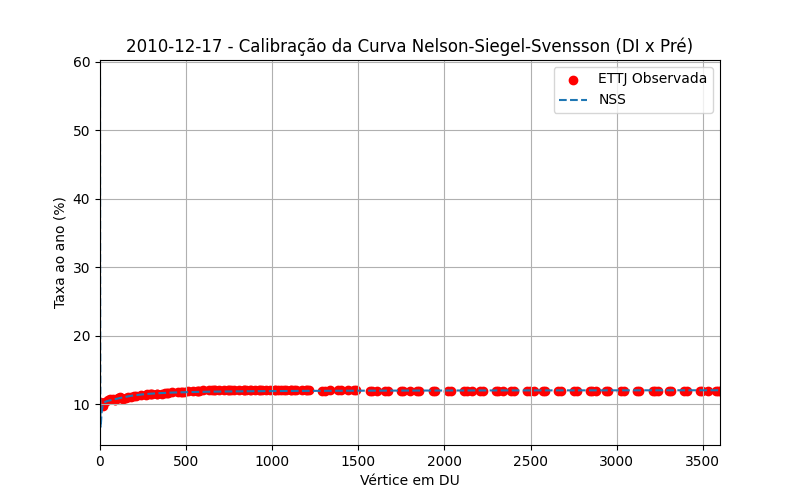 2010-12-17 - Calibração da Curva Nelson-Siegel-Svensson (DI x Pré)
ETTJ Observada
NSS
Taxa ao ano (%)
60
50
40
30
20
10
0 500 1000 1500 2000 2500 3000 3500
Vértice em DU